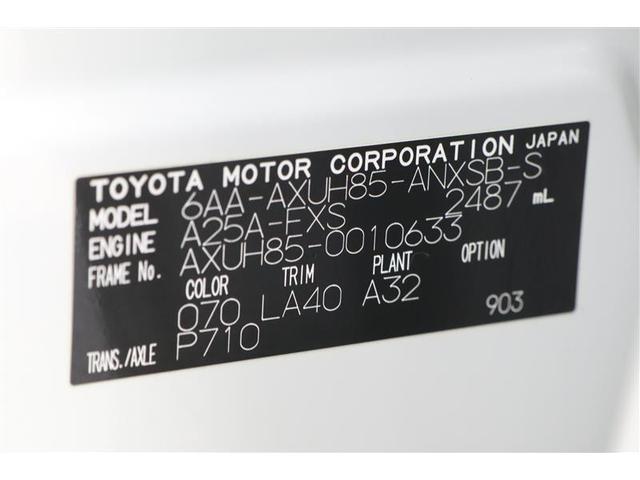 TOYOTA MOTOR CORPORATION JAPAN
MODEL 6AA-AXUH85-ANXSB-S
ENGINE A25A-FXS 2487 mL
FRAME No. AXUH85-0010633
COLOR TRIM PLANT OPTION
070 LA40 A32
TRANS./AXLE P710 903